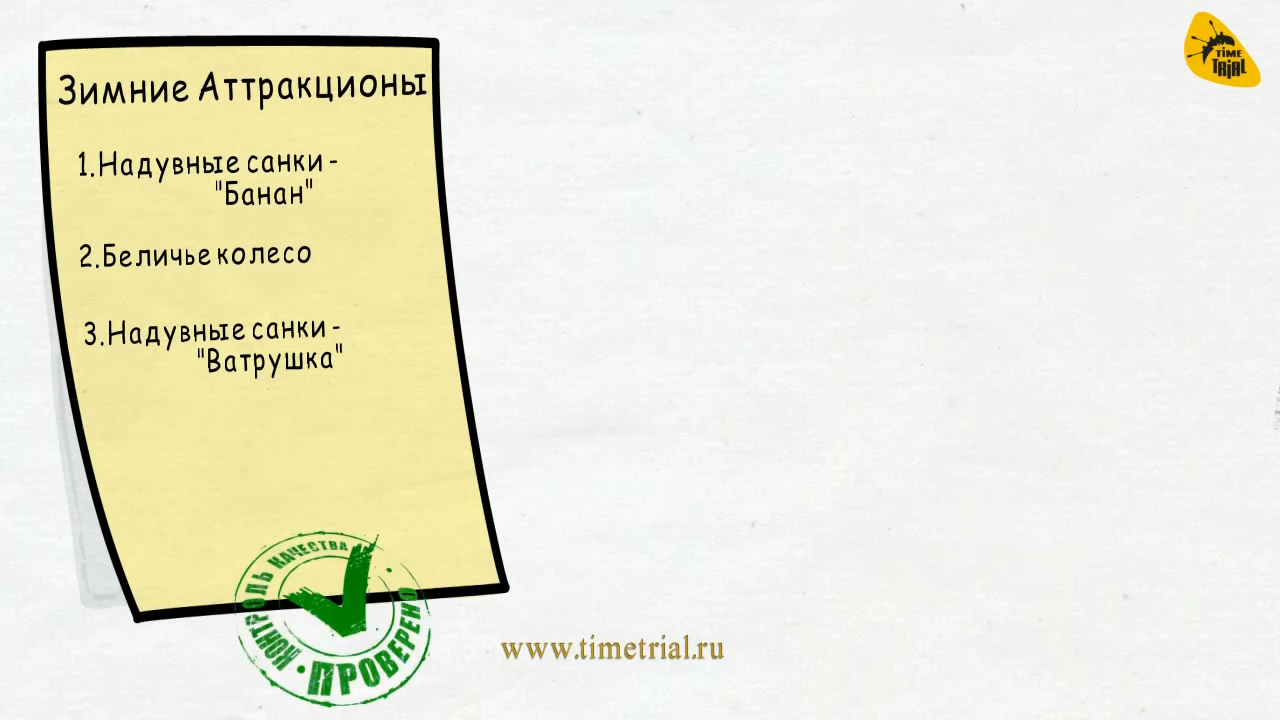 Зимние Аттракционы
1.Надувные санки -
"Банан"
2.Беличье колесо
3.Надувные санки -
"Ватрушка"
КОНТРОЛЬ КАЧЕСТВА
• ПРОВЕРЕНО •
www.timetrial.ru
TiME
TRiAL